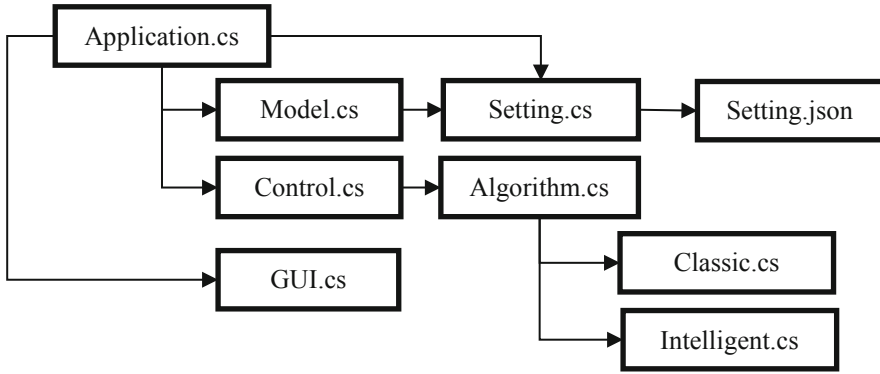 Application.cs
Model.cs
Setting.cs
Setting.json
Control.cs
Algorithm.cs
GUI.cs
Classic.cs
Intelligent.cs